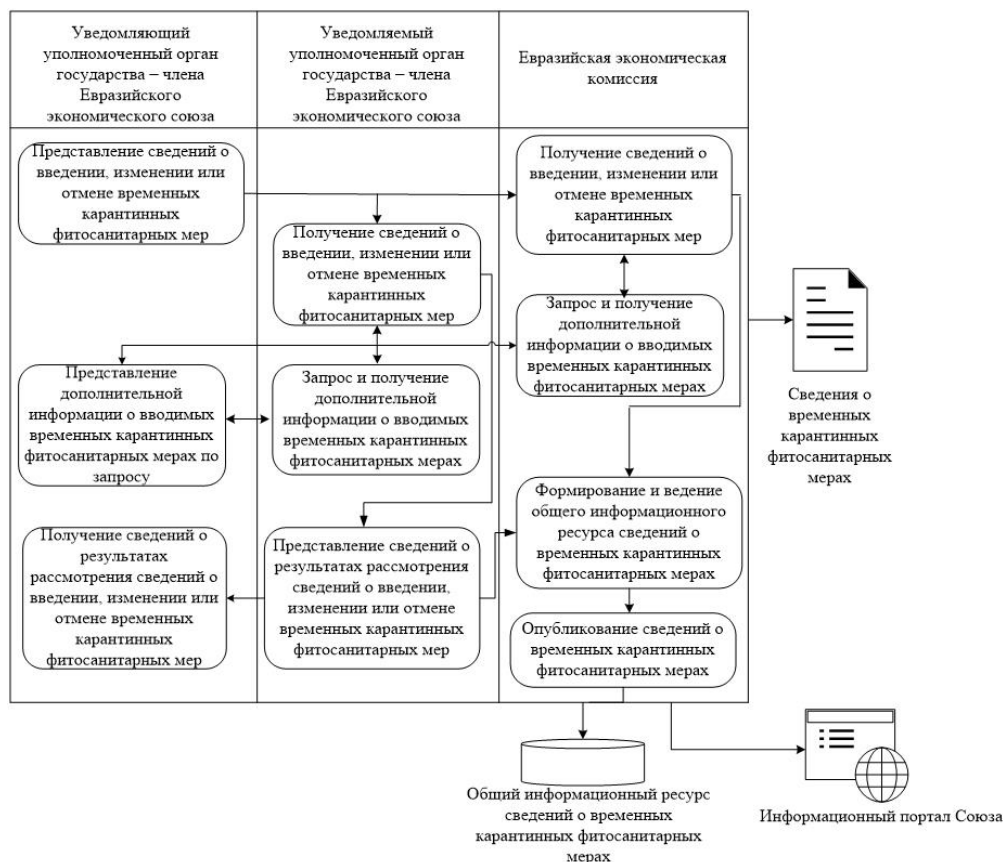 Уведомляющий
уполномоченный орган
государства – члена
Евразийского
экономического союза
Уведомляемый
уполномоченный орган
государства – члена
Евразийского
экономического союза
Евразийская экономическая
комиссия
Представление сведений о
введении, изменении или
отмене временных
карантинных
фитосанитарных мер
Получение сведений о
введении, изменении или
отмене временных
карантинных
фитосанитарных мер
Получение сведений о
введении, изменении или
отмене временных
карантинных
фитосанитарных мер
Запрос и получение
дополнительной
информации о вводимых
временных карантинных
фитосанитарных мерах
Представление
дополнительной
информации о вводимых
временных карантинных
фитосанитарных мерах по
запросу
Запрос и получение
дополнительной
информации о вводимых
временных карантинных
фитосанитарных мерах
Сведения о
временных
карантинных
фитосанитарных
мерах
Формирование и ведение
общего информационного
ресурса сведений о
временных карантинных
фитосанитарных мерах
Получение сведений о
результатах
рассмотрения сведений о
введении, изменении или
отмене временных
карантинных
фитосанитарных мер
Представление сведений о
результатах рассмотрения
сведений о введении,
изменении или отмене
временных карантинных
фитосанитарных мер
Опубликование сведений о
временных карантинных
фитосанитарных мерах
Общий информационный ресурс
сведений о временных
карантинных фитосанитарных
мерах
Информационный портал Союза